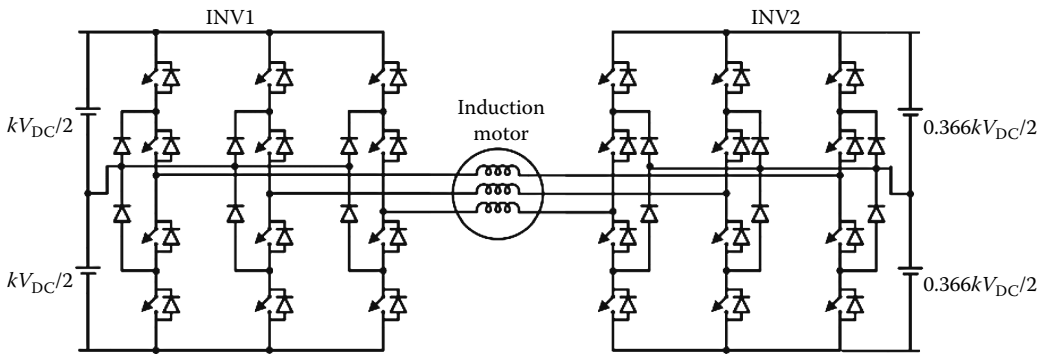 INV1
INV2
kV_DC/2
Induction
motor
0.366kV_DC/2
kV_DC/2
0.366kV_DC/2